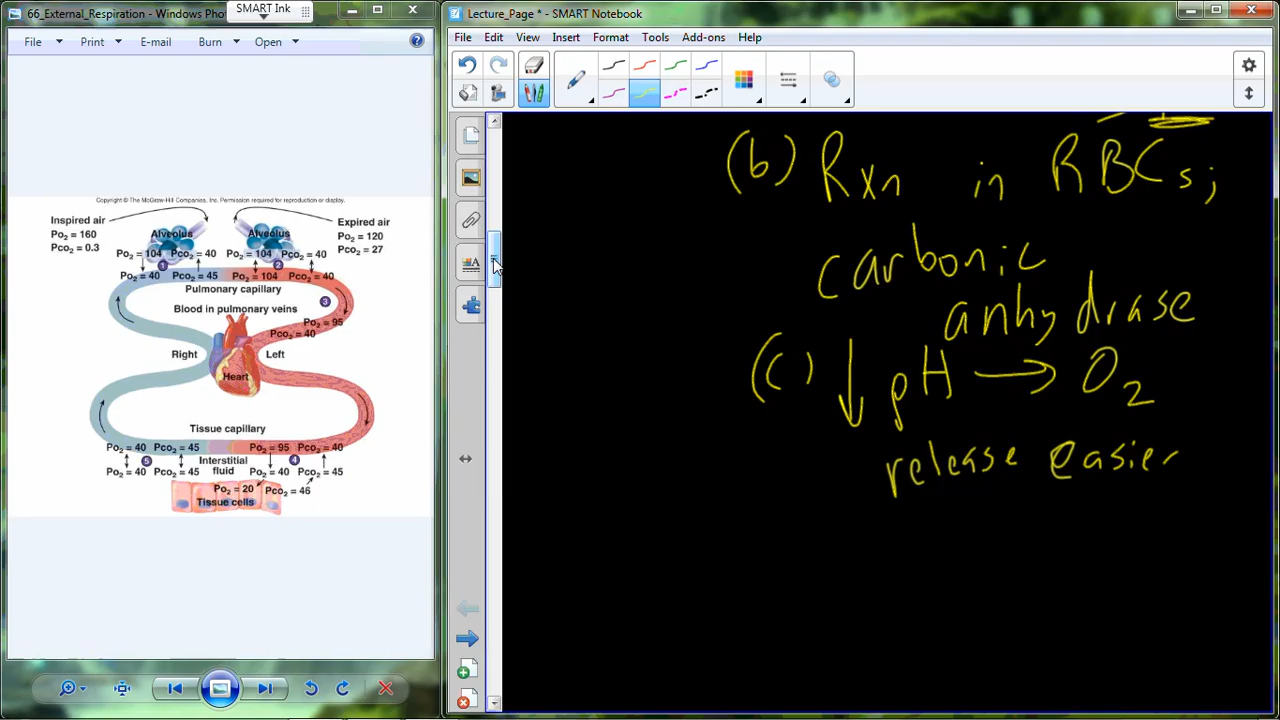 66_External_Respiration - Windows Pho
SMART Ink
File Print E-mail Burn Open
Copyright © The McGraw-Hill Companies, Inc. Permission required for reproduction or display.
Inspired air
Po2 = 160
Pco2 = 0.3
Expired air
Po2 = 120
Pco2 = 27
Alveolus Alveolus
Po2 = 104 Pco2 = 40 Po2 = 104 Pco2 = 40
1 2
Po2 = 40 Pco2 = 45 Po2 = 104 Pco2 = 40
Pulmonary capillary
3
Blood in pulmonary veins
Po2 = 95
Pco2 = 40
Right Left
Heart
Tissue capillary
Po2 = 40 Pco2 = 45 Po2 = 95 Pco2 = 40
5 Interstitial fluid 4
Po2 = 40 Pco2 = 45 Po2 = 40 Pco2 = 45
Po2 = 20 Pco2 = 46
Tissue cells
Lecture_Page * - SMART Notebook
File Edit View Insert Format Tools Add-ons Help
(b) Rxn in RBCs;
carbonic
anhydrase
(c) ↓ pH → O2
release easier